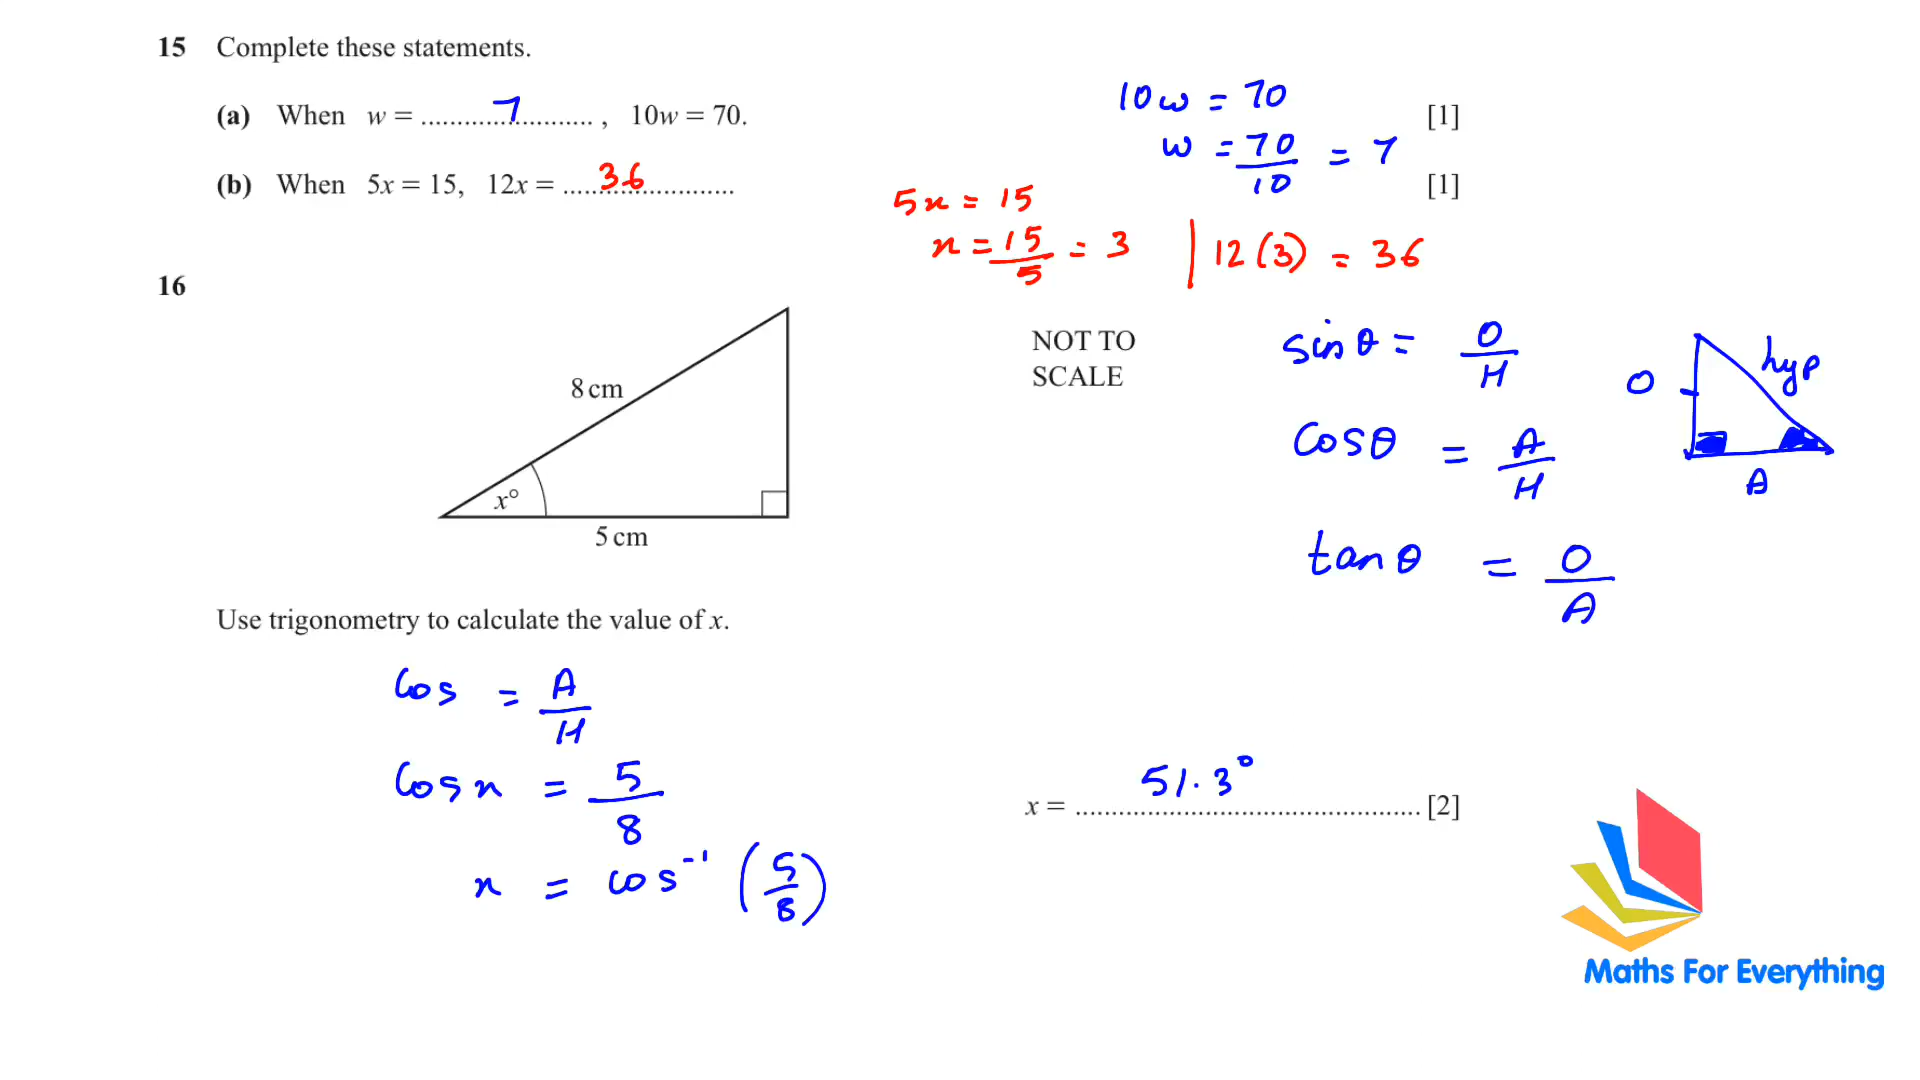 15 Complete these statements.
(a) When w = 7 , 10w = 70. [1]
10w = 70
w = 70/10 = 7
(b) When 5x = 15, 12x = 36 [1]
5x = 15
x = 15/5 = 3 | 12(3) = 36
16
8 cm
x°
5 cm
NOT TO
SCALE
sinθ = O/H
cosθ = A/H
tanθ = O/A
O
hyp
A
Use trigonometry to calculate the value of x.
Cos = A/H
Cos x = 5/8
x = cos⁻¹ (5/8)
x = 51.3° [2]
Maths For Everything